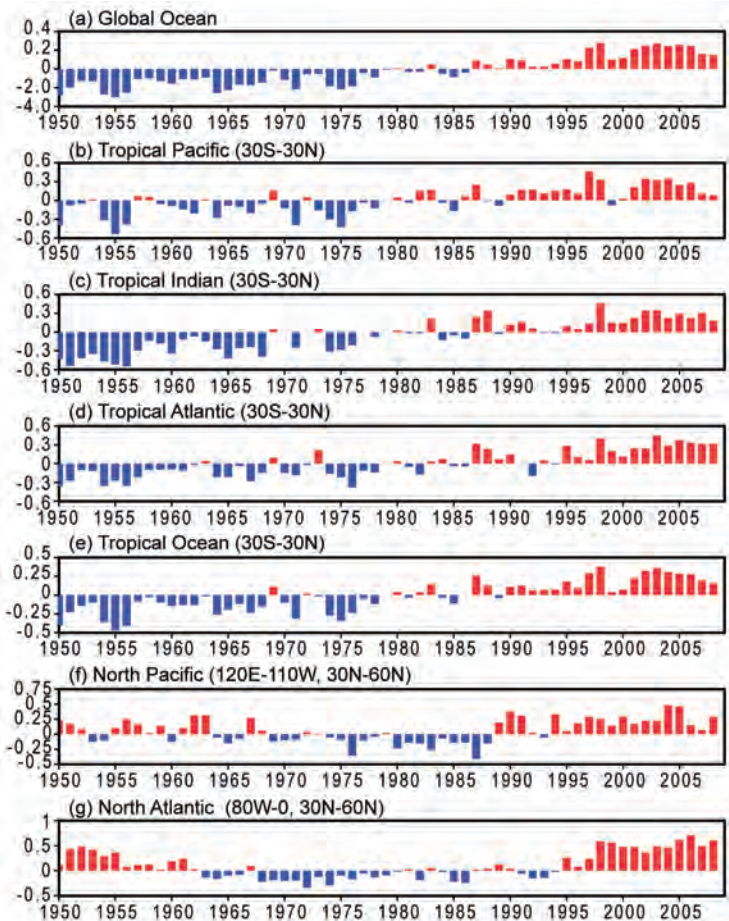 (a) Global Ocean
0.4
0.2
0
-2.0
-4.0
1950 1955 1960 1965 1970 1975 1980 1985 1990 1995 2000 2005
(b) Tropical Pacific (30S-30N)
0.6
0.3
0
-0.3
-0.6
1950 1955 1960 1965 1970 1975 1980 1985 1990 1995 2000 2005
(c) Tropical Indian (30S-30N)
0.6
0.3
0
-0.3
-0.6
1950 1955 1960 1965 1970 1975 1980 1985 1990 1995 2000 2005
(d) Tropical Atlantic (30S-30N)
0.6
0.3
0
-0.3
-0.6
1950 1955 1960 1965 1970 1975 1980 1985 1990 1995 2000 2005
(e) Tropical Ocean (30S-30N)
0.5
0.25
0
-0.25
-0.5
1950 1955 1960 1965 1970 1975 1980 1985 1990 1995 2000 2005
(f) North Pacific (120E-110W, 30N-60N)
0.75
0.5
0.25
0
-0.25
-0.5
1950 1955 1960 1965 1970 1975 1980 1985 1990 1995 2000 2005
(g) North Atlantic (80W-0, 30N-60N)
1
0.5
0
-0.5
1950 1955 1960 1965 1970 1975 1980 1985 1990 1995 2000 2005